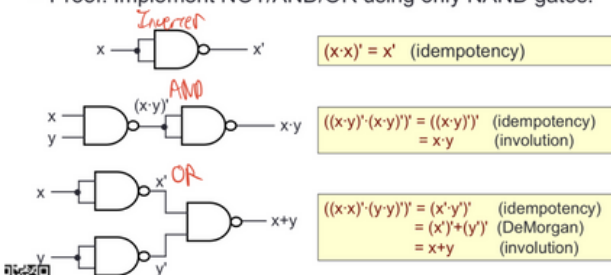 Proof: Implement NOT/AND/OR using only NAND gates.
Inverter
x x'
(x·x)' = x' (idempotency)
AND
(x·y)'
x
y
x·y
((x·y)'·(x·y)')' = ((x·y)')' (idempotency)
= x·y (involution)
OR
x x'
x+y
y y'
((x·x)'·(y·y)')' = (x'·y')' (idempotency)
= (x')'+(y')' (DeMorgan)
= x+y (involution)